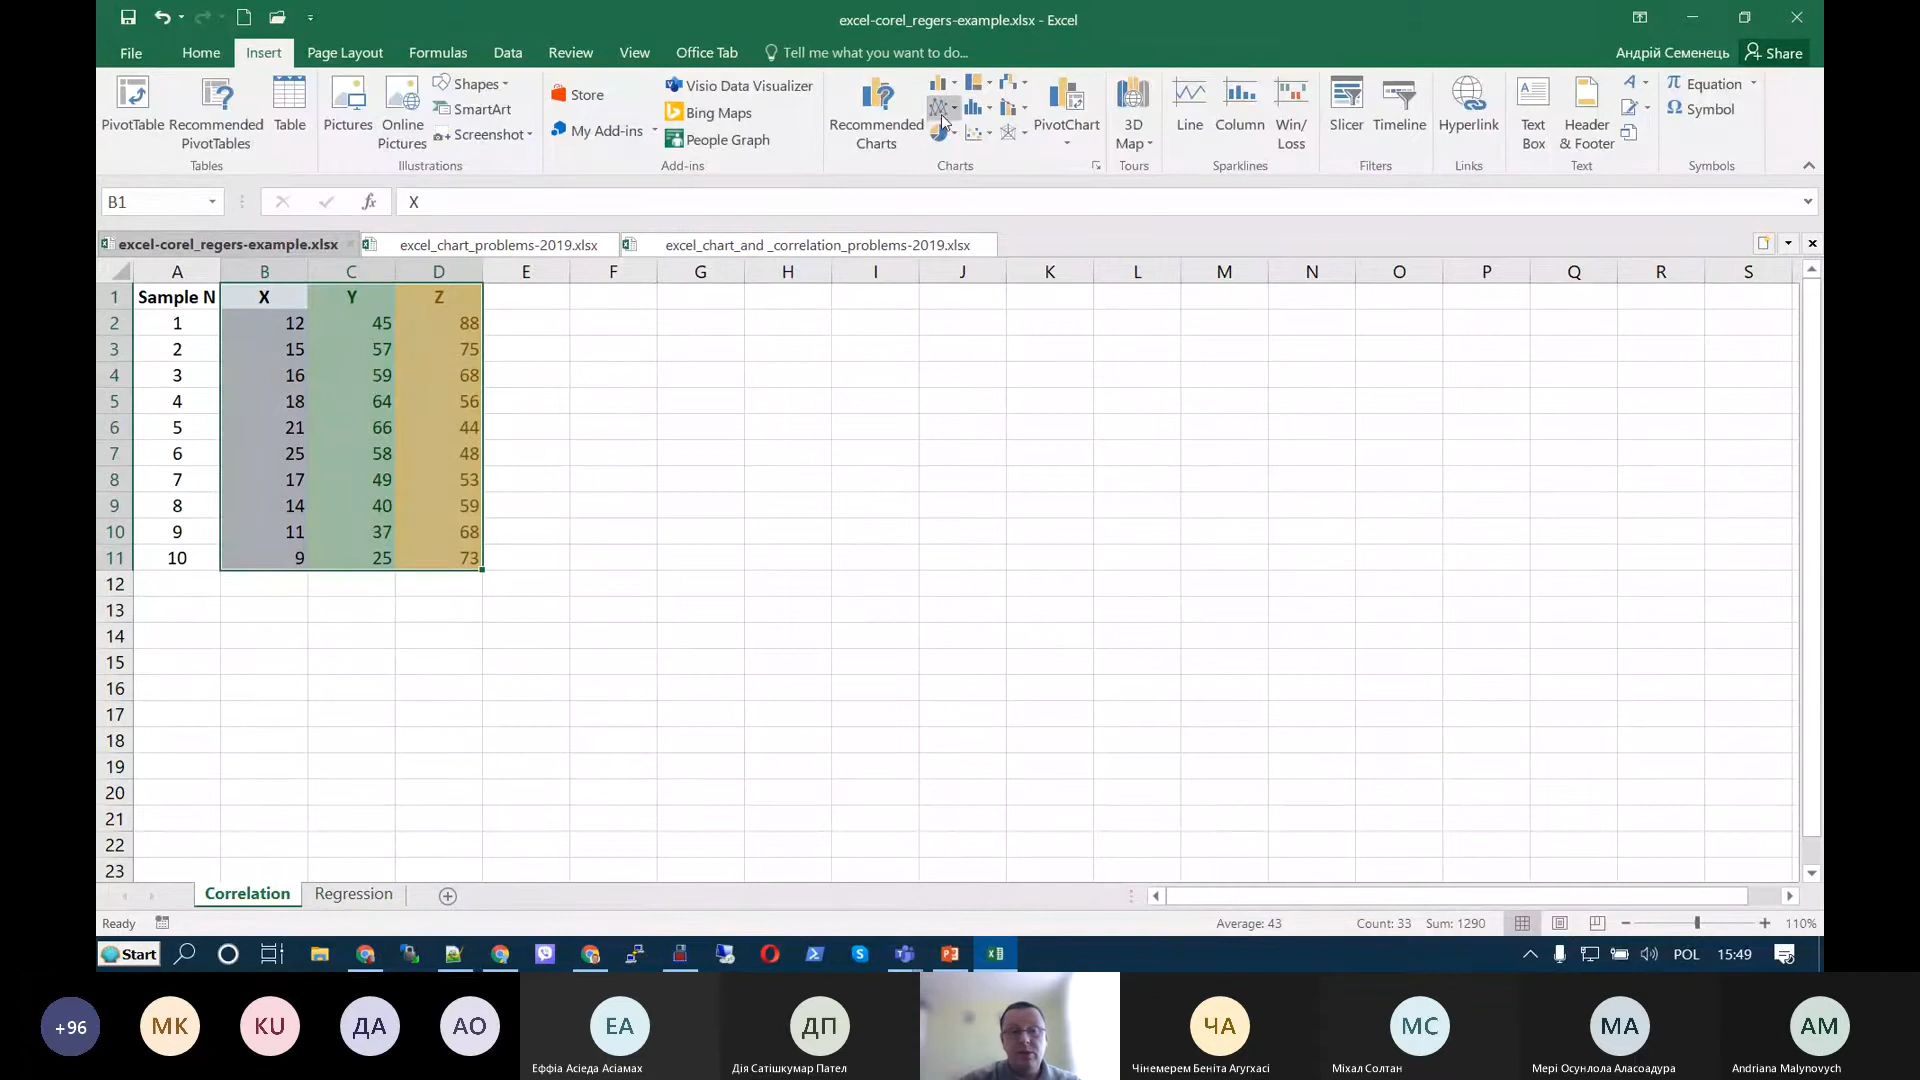 excel-corel_regers-example.xlsx - Excel
File Home Insert Page Layout Formulas Data Review View Office Tab Tell me what you want to do... Андрій Семенець Share
PivotTable Recommended PivotTables Table
Tables
Pictures Online Pictures Shapes SmartArt Screenshot
Illustrations
Store My Add-ins Visio Data Visualizer Bing Maps People Graph
Add-ins
Recommended Charts PivotChart
Charts
3D Map
Tours
Line Column Win/Loss
Sparklines
Slicer Timeline
Filters
Hyperlink
Links
Text Box Header & Footer
Text
Equation Symbol
Symbols
B1 fx X
excel-corel_regers-example.xlsx excel_chart_problems-2019.xlsx excel_chart_and _correlation_problems-2019.xlsx
A B C D E F G H I J K L M N O P Q R S
1 Sample N X Y Z
2 1 12 45 88
3 2 15 57 75
4 3 16 59 68
5 4 18 64 56
6 5 21 66 44
7 6 25 58 48
8 7 17 49 53
9 8 14 40 59
10 9 11 37 68
11 10 9 25 73
12
13
14
15
16
17
18
19
20
21
22
23
Correlation Regression
Ready Average: 43 Count: 33 Sum: 1290 110%
Start POL 15:49
+96 МК KU ДА АО ЕА ДП ЧА МС МА AM
Еффіа Асієда Асіамах Дія Сатішкумар Пател Чінемерем Беніта Агугхасі Міхал Солтан Мері Осунлола Аласоадура Andriana Malynovych